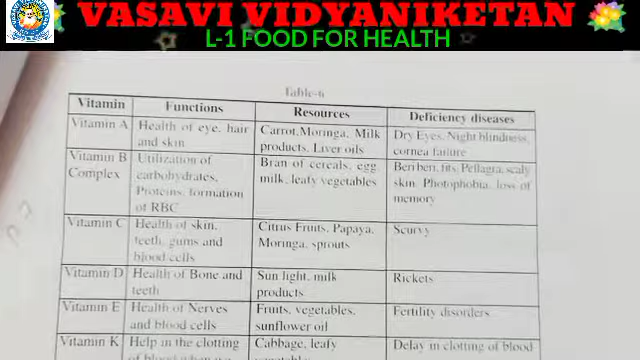 VASAVI VIDYANIKETAN
L-1 FOOD FOR HEALTH
Table-6
Vitamin Functions Resources Deficiency diseases
Vitamin A Health of eye, hair and skin Carrot, Moringa, Milk products, Liver oils Dry Eyes, Night blindness, cornea failure
Vitamin B Complex Utilization of carbohydrates, Proteins, formation of RBC Bran of cereals, egg milk, leafy vegetables Beri beri, fits, Pellagra, scaly skin, Photophobia, loss of memory
Vitamin C Health of skin, teeth, gums and blood cells Citrus Fruits, Papaya, Moringa, sprouts Scurvy
Vitamin D Health of Bone and teeth Sun light, milk products Rickets
Vitamin E Health of Nerves and blood cells Fruits, vegetables, sunflower oil Fertility disorders
Vitamin K Help in the clotting of blood Cabbage, leafy vegetables Delay in clotting of blood